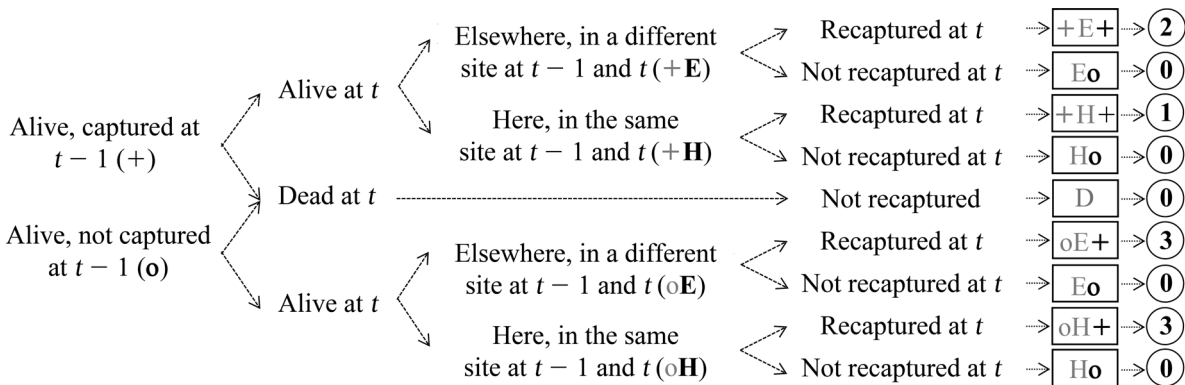 Alive, captured at
t − 1 (+)
Alive, not captured
at t − 1 (o)
Alive at t
Dead at t
Alive at t
Elsewhere, in a different
site at t − 1 and t (+E)
Here, in the same
site at t − 1 and t (+H)
Elsewhere, in a different
site at t − 1 and t (oE)
Here, in the same
site at t − 1 and t (oH)
Recaptured at t +E+ 2
Not recaptured at t Eo 0
Recaptured at t +H+ 1
Not recaptured at t Ho 0
Not recaptured D 0
Recaptured at t oE+ 3
Not recaptured at t Eo 0
Recaptured at t oH+ 3
Not recaptured at t Ho 0